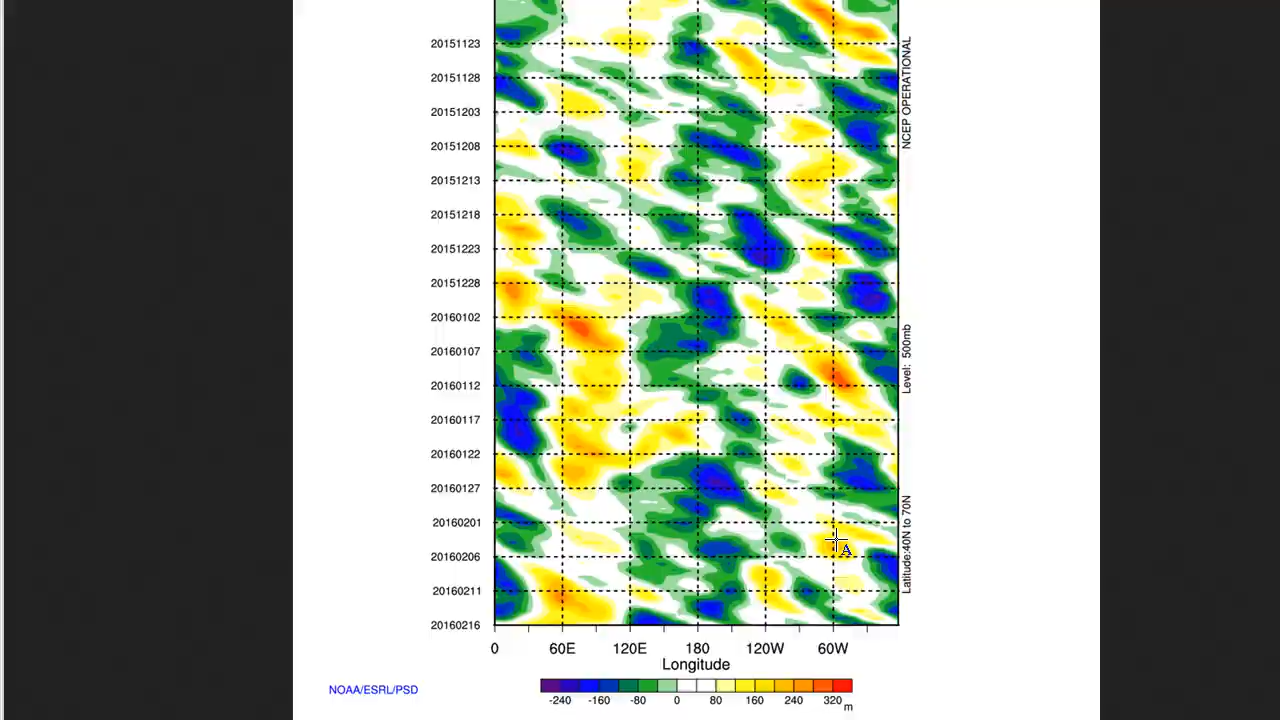 20151123
20151128
20151203
20151208
20151213
20151218
20151223
20151228
20160102
20160107
20160112
20160117
20160122
20160127
20160201
20160206
20160211
20160216
0 60E 120E 180 120W 60W
Longitude
NCEP OPERATIONAL
Level: 500mb
Latitude:40N to 70N
A
NOAA/ESRL/PSD
-240 -160 -80 0 80 160 240 320
m